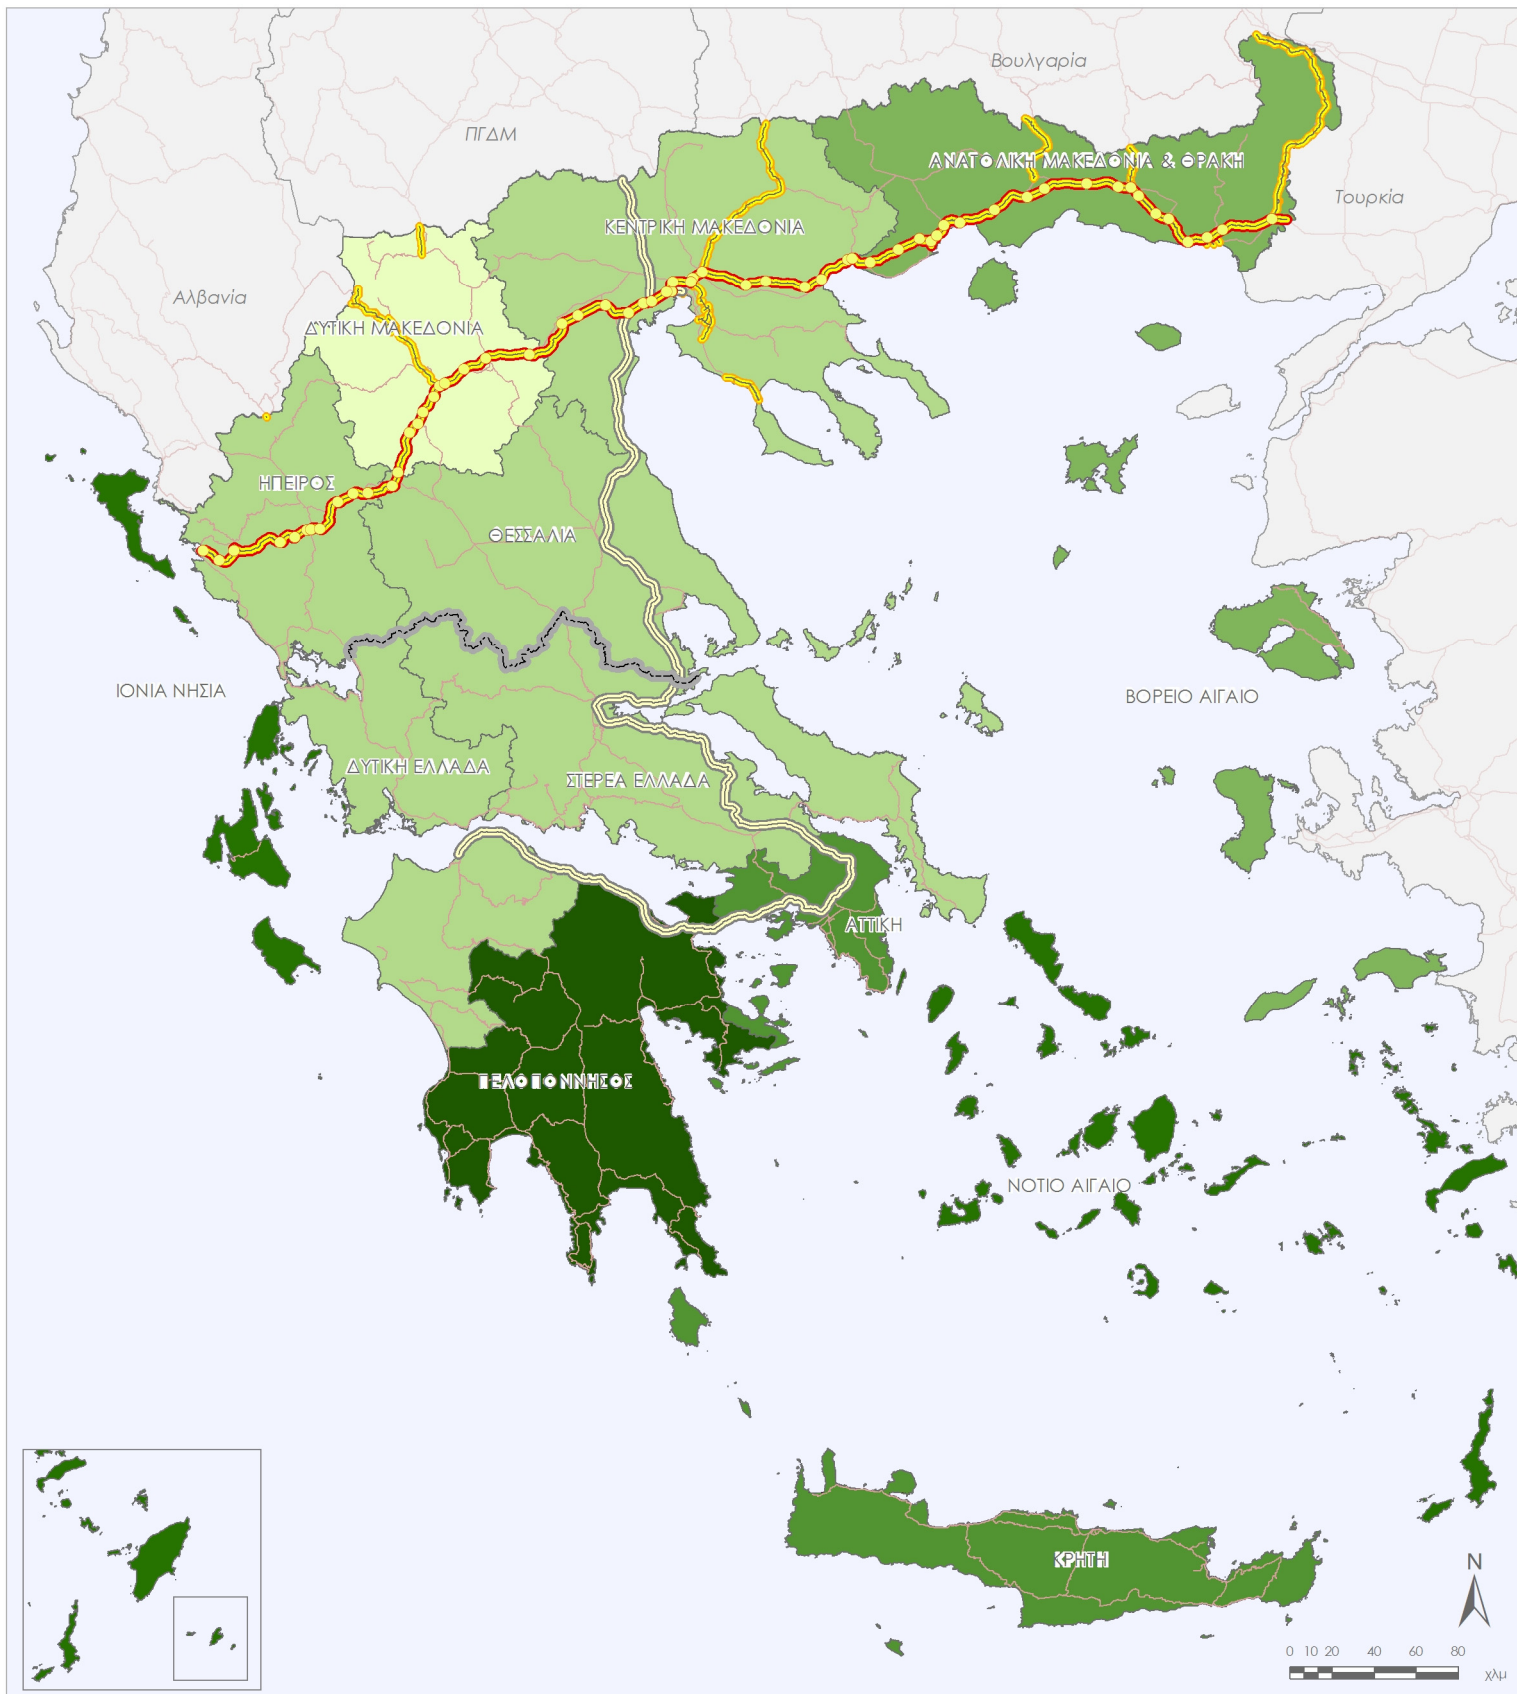 Βουλγαρία
ΠΓΔΜ
ΑΝΑΤΟΛΙΚΗ ΜΑΚΕΔΟΝΙΑ & ΘΡΑΚΗ
Τουρκία
ΚΕΝΤΡΙΚΗ ΜΑΚΕΔΟΝΙΑ
Αλβανία
ΔΥΤΙΚΗ ΜΑΚΕΔΟΝΙΑ
ΗΠΕΙΡΟΣ
ΘΕΣΣΑΛΙΑ
ΙΟΝΙΑ ΝΗΣΙΑ
ΒΟΡΕΙΟ ΑΙΓΑΙΟ
ΔΥΤΙΚΗ ΕΛΛΑΔΑ
ΣΤΕΡΕΑ ΕΛΛΑΔΑ
ΑΤΤΙΚΗ
ΠΕΛΟΠΟΝΝΗΣΟΣ
ΝΟΤΙΟ ΑΙΓΑΙΟ
ΚΡΗΤΗ
N
0 10 20 40 60 80
χλμ